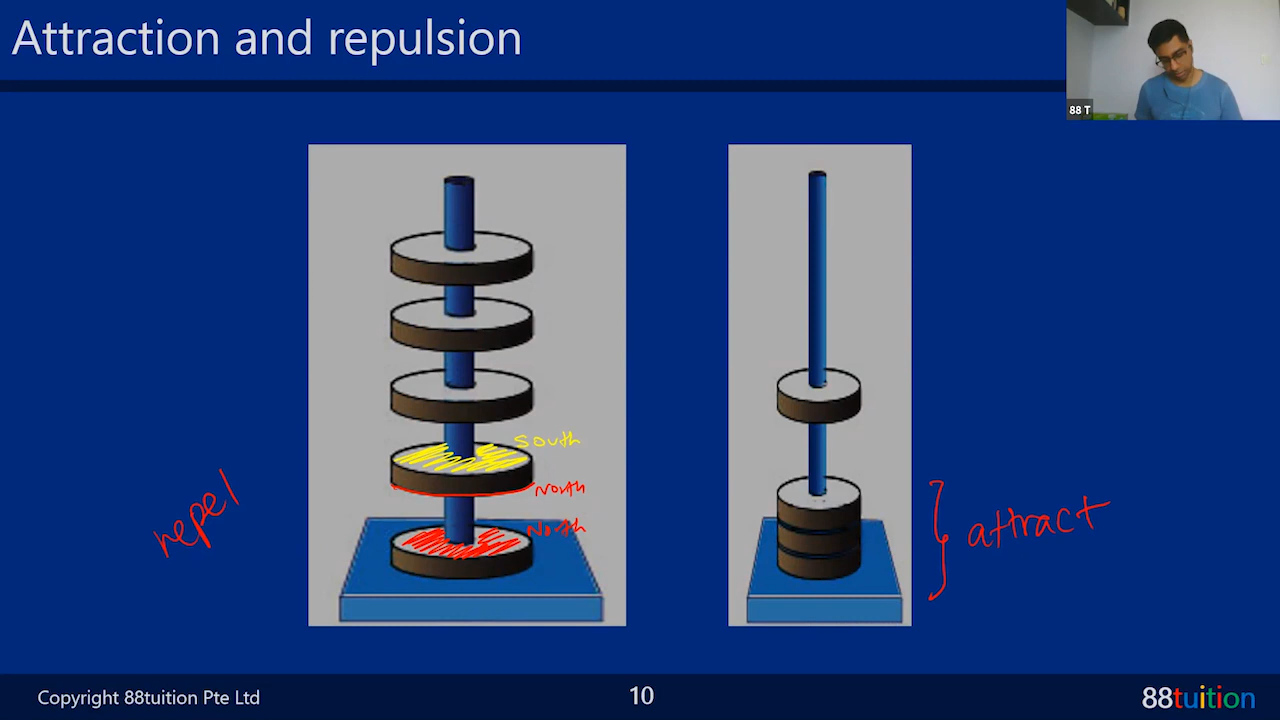 Attraction and repulsion
88 T
South
North
North
repel
attract
Copyright 88tuition Pte Ltd
10
88tuition